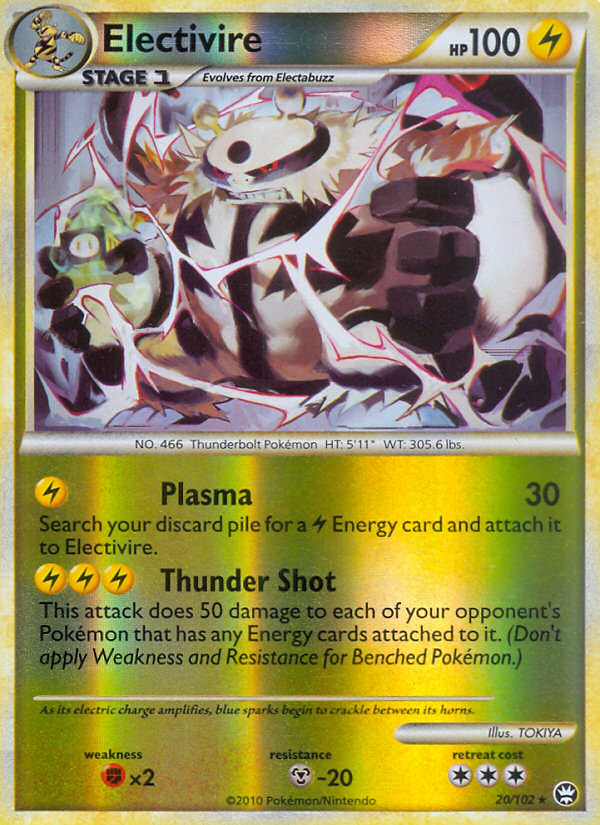 Electivire
HP100
STAGE 1
Evolves from Electabuzz
NO. 466 Thunderbolt Pokémon HT: 5'11" WT: 305.6 lbs.
Plasma 30
Search your discard pile for a Energy card and attach it
to Electivire.
Thunder Shot
This attack does 50 damage to each of your opponent's
Pokémon that has any Energy cards attached to it. (Don't
apply Weakness and Resistance for Benched Pokémon.)
As its electric charge amplifies, blue sparks begin to crackle between its horns.
Illus. TOKIYA
weakness resistance retreat cost
×2 -20
©2010 Pokémon/Nintendo 20/102 ★